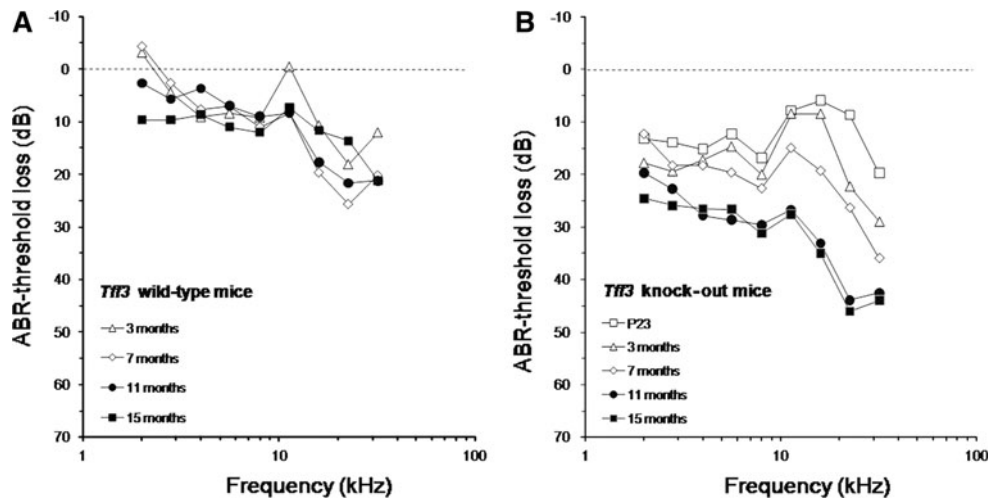 A
ABR-threshold loss (dB)
-10
0
10
20
30
40
50
60
70
Tff3 wild-type mice
3 months
7 months
11 months
15 months
1
10
100
Frequency (kHz)
B
ABR-threshold loss (dB)
-10
0
10
20
30
40
50
60
70
Tff3 knock-out mice
P23
3 months
7 months
11 months
15 months
1
10
100
Frequency (kHz)